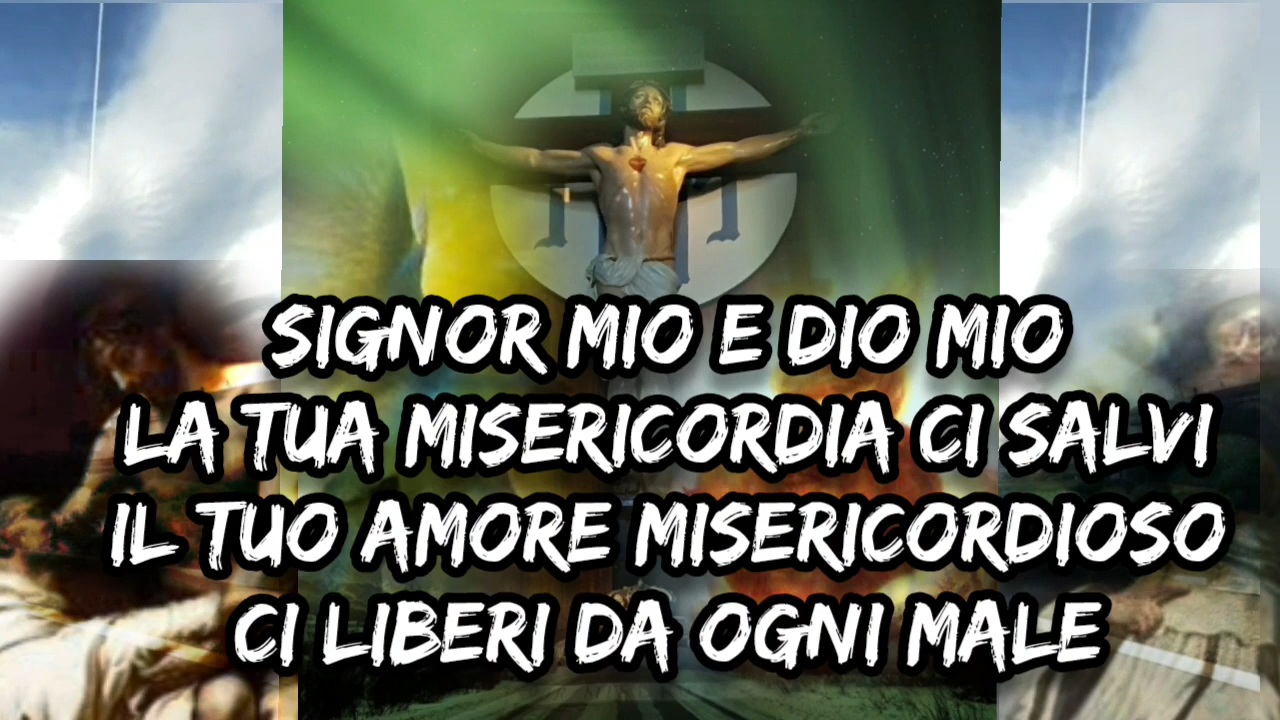 SIGNOR MIO E DIO MIO
LA TUA MISERICORDIA CI SALVI
IL TUO AMORE MISERICORDIOSO
CI LIBERI DA OGNI MALE